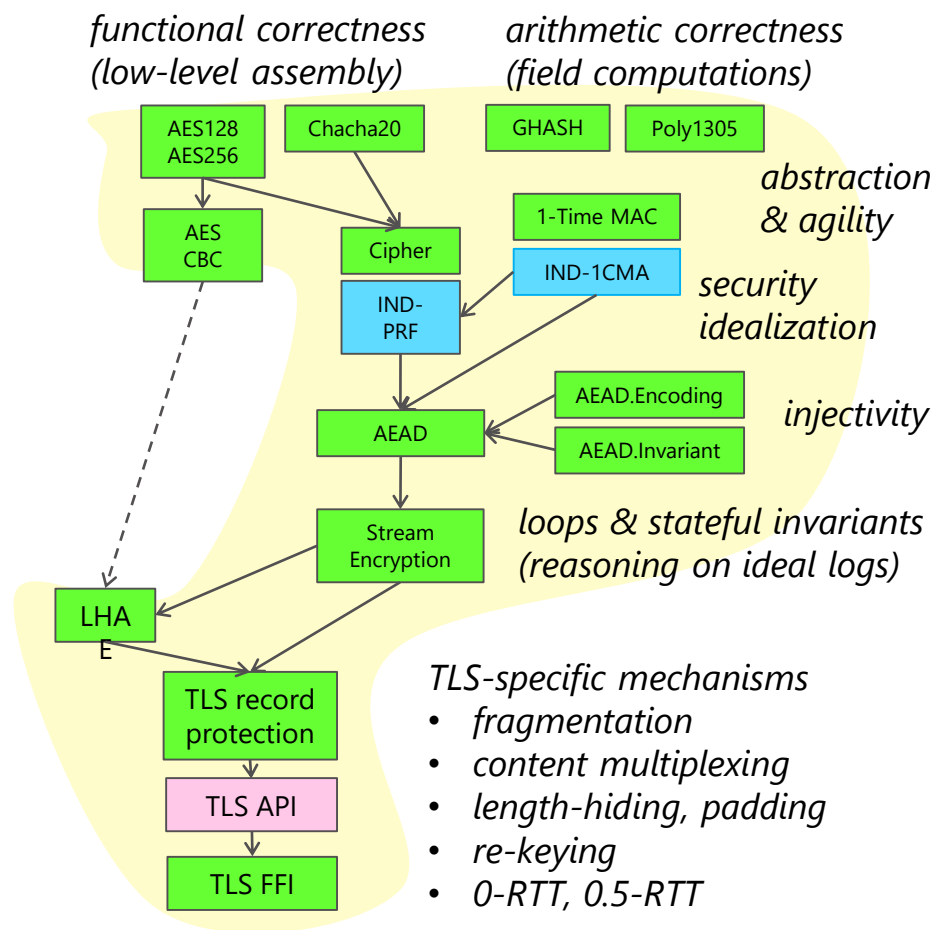 functional correctness
(low-level assembly)
arithmetic correctness
(field computations)
AES128
AES256
Chacha20
GHASH
Poly1305
abstraction
& agility
AES
CBC
Cipher
1-Time MAC
IND-1CMA
IND-
PRF
security
idealization
AEAD
AEAD.Encoding
AEAD.Invariant
injectivity
Stream
Encryption
loops & stateful invariants
(reasoning on ideal logs)
LHA
E
TLS record
protection
TLS API
TLS FFI
TLS-specific mechanisms
• fragmentation
• content multiplexing
• length-hiding, padding
• re-keying
• 0-RTT, 0.5-RTT